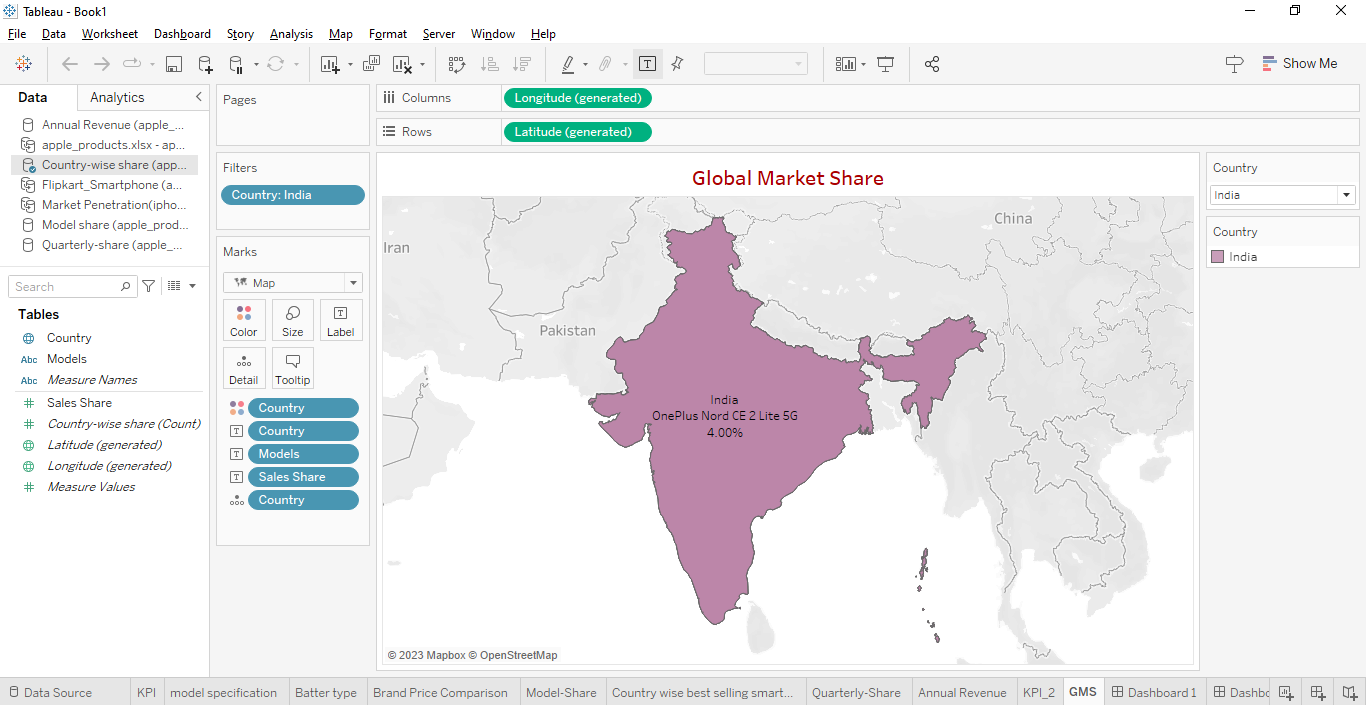 Tableau - Book1
File Data Worksheet Dashboard Story Analysis Map Format Server Window Help
Show Me
Data Analytics
Annual Revenue (apple_...
apple_products.xlsx - ap...
Country-wise share (app...
Flipkart_Smartphone (a...
Market Penetration(ipho...
Model share (apple_prod...
Quarterly-share (apple_...
Search
Tables
Country
Abc Models
Abc Measure Names
# Sales Share
# Country-wise share (Count)
Latitude (generated)
Longitude (generated)
# Measure Values
Pages
Filters
Country: India
Marks
Map
Color Size T Label
Detail Tooltip
Country
T Country
T Models
T Sales Share
Country
Columns Longitude (generated)
Rows Latitude (generated)
Global Market Share
China
Iran
Pakistan
India
OnePlus Nord CE 2 Lite 5G
4.00%
© 2023 Mapbox © OpenStreetMap
Country
India
Country
India
Data Source KPI model specification Batter type Brand Price Comparison Model-Share Country wise best selling smart... Quarterly-Share Annual Revenue KPI_2 GMS Dashboard 1 Dashbo